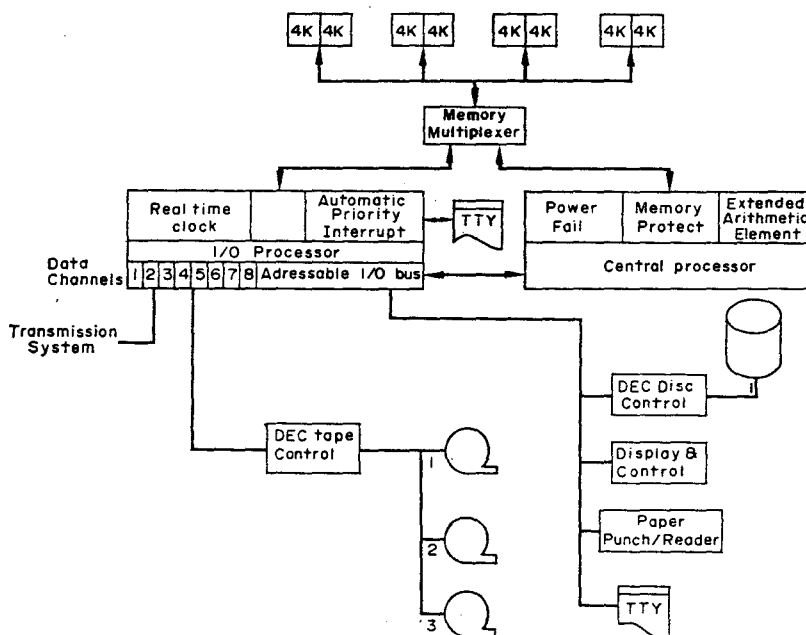 4K 4K 4K 4K 4K 4K 4K 4K
Memory
Multiplexer
Real time
clock
Automatic
Priority
Interrupt
TTY
Power
Fail
Memory
Protect
Extended
Arithmetic
Element
I/O Processor
Central processor
Data
Channels
1 2 3 4 5 6 7 8 Adressable I/O bus
Transmission
System
DEC Disc
Control
1
DEC tape
Control
1
Display &
Control
2
Paper
Punch/Reader
3
TTY